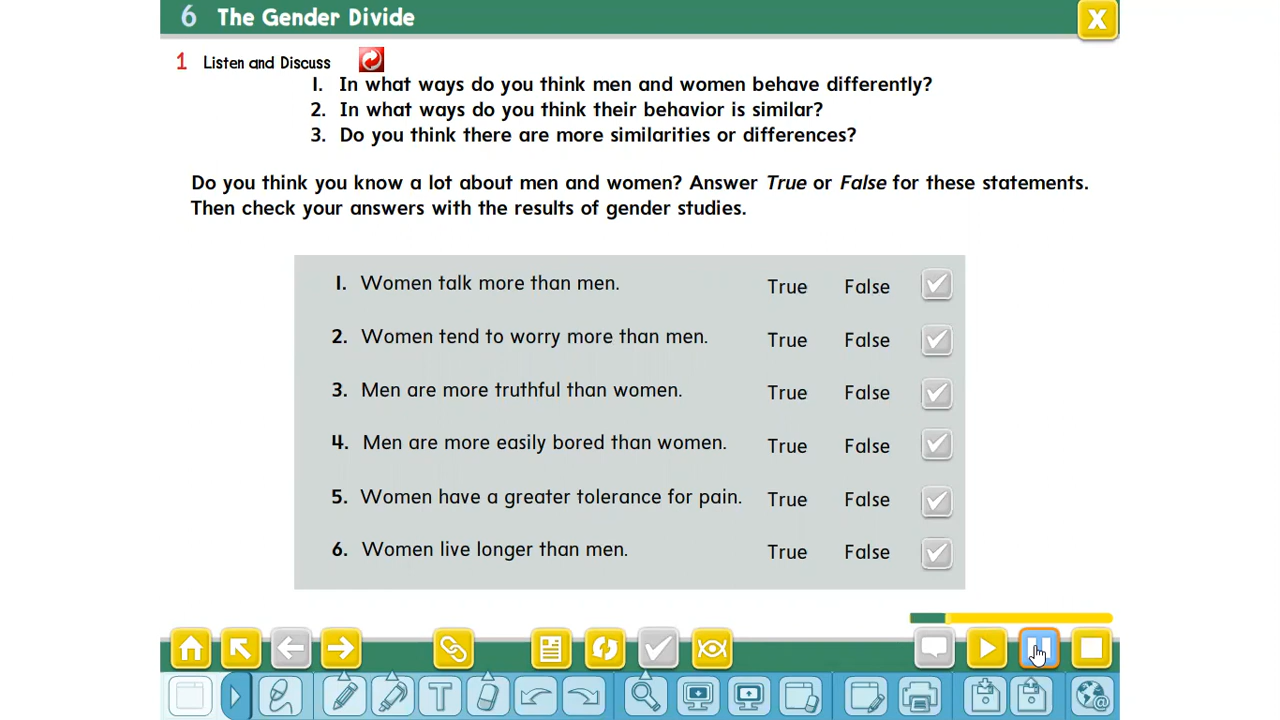 6 The Gender Divide
X
1 Listen and Discuss
1. In what ways do you think men and women behave differently?
2. In what ways do you think their behavior is similar?
3. Do you think there are more similarities or differences?
Do you think you know a lot about men and women? Answer True or False for these statements.
Then check your answers with the results of gender studies.
1. Women talk more than men. True False
2. Women tend to worry more than men. True False
3. Men are more truthful than women. True False
4. Men are more easily bored than women. True False
5. Women have a greater tolerance for pain. True False
6. Women live longer than men. True False
T
@